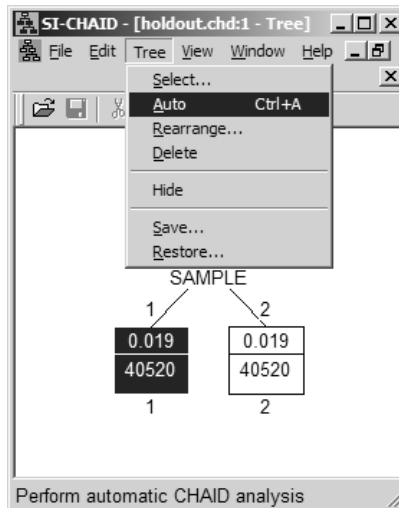 SI-CHAID - [holdout.chd:1 - Tree]
File Edit Tree View Window Help
Select...
Auto Ctrl+A
Rearrange...
Delete
Hide
Save...
Restore...
SAMPLE
1 2
0.019 0.019
40520 40520
1 2
Perform automatic CHAID analysis